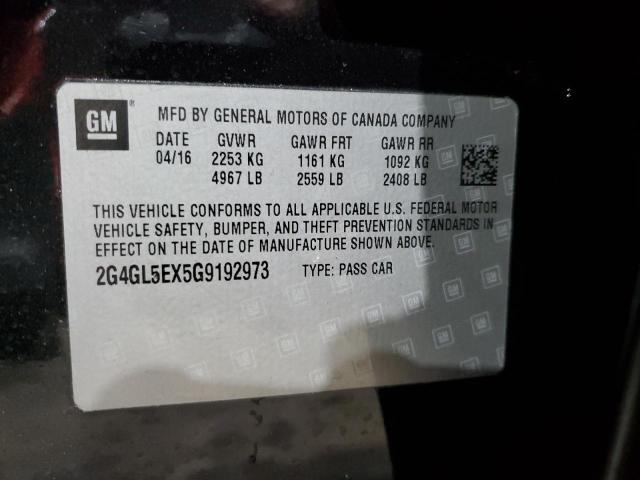 GM ® MFD BY GENERAL MOTORS OF CANADA COMPANY
DATE GVWR GAWR FRT GAWR RR
04/16 2253 KG 1161 KG 1092 KG
4967 LB 2559 LB 2408 LB
THIS VEHICLE CONFORMS TO ALL APPLICABLE U.S. FEDERAL MOTOR
VEHICLE SAFETY, BUMPER, AND THEFT PREVENTION STANDARDS IN
EFFECT ON THE DATE OF MANUFACTURE SHOWN ABOVE.
2G4GL5EX5G9192973 TYPE: PASS CAR